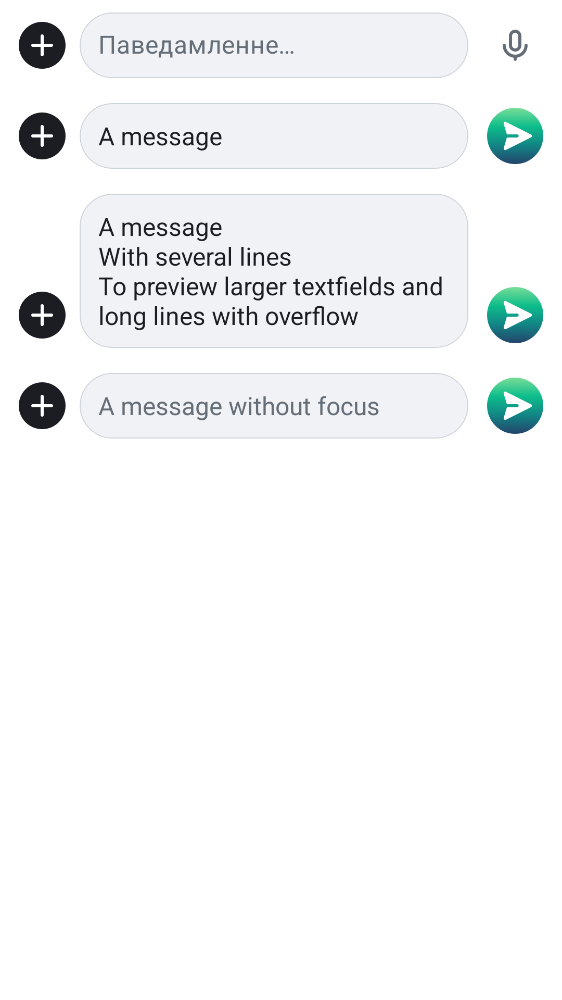 Паведамленне...
A message
A message
With several lines
To preview larger textfields and
long lines with overflow
A message without focus